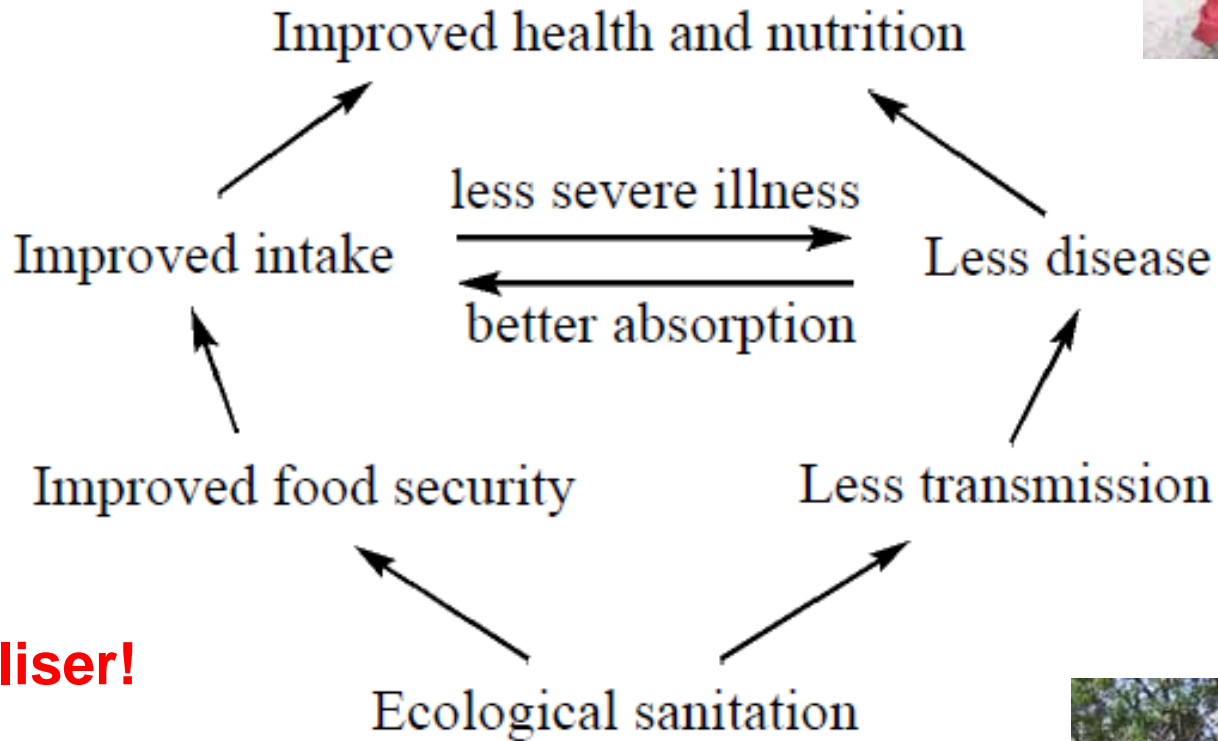 Improved health and nutrition
less severe illness
Improved intake
Less disease
better absorption
Improved food security
Less transmission
liser!
Ecological sanitation